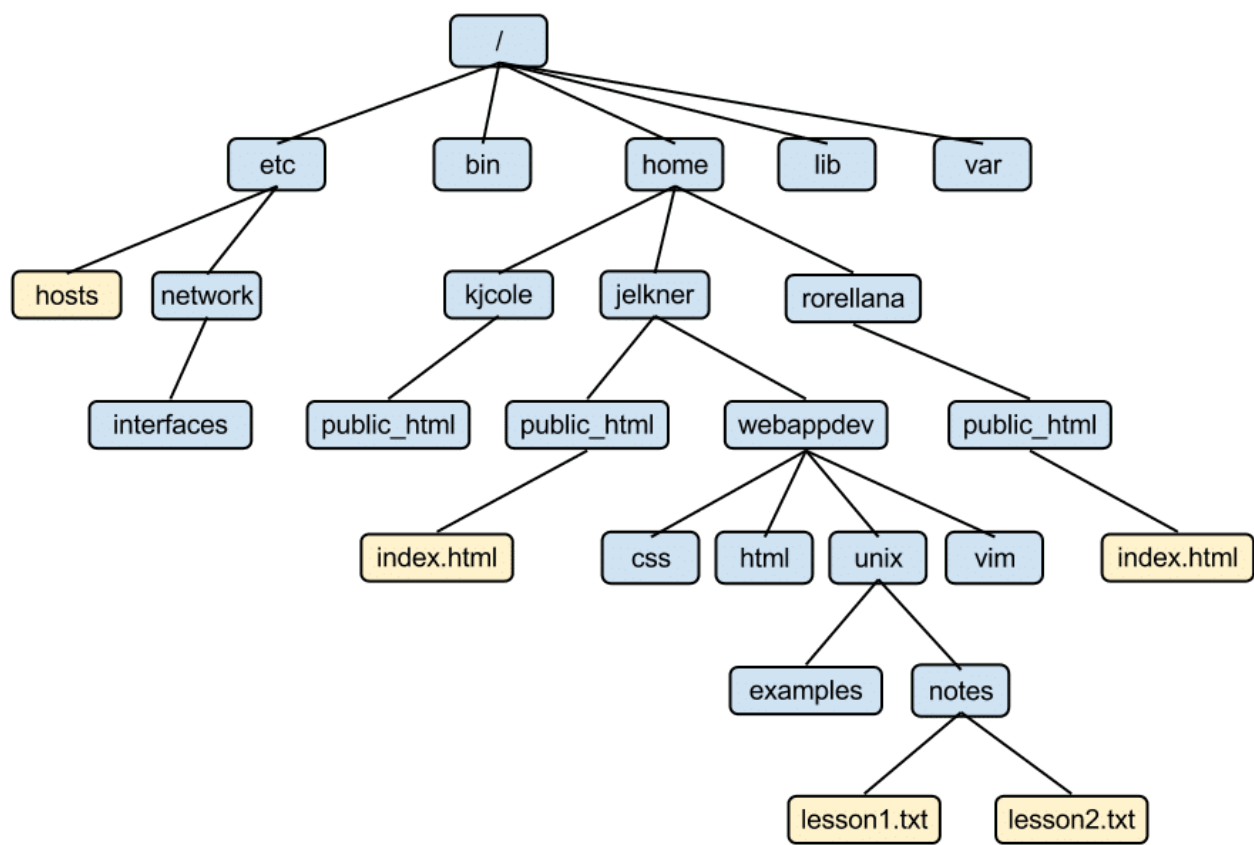 /
etc
bin
home
lib
var
hosts
network
kjcole
jelkner
rorellana
interfaces
public_html
public_html
webappdev
public_html
index.html
css
html
unix
vim
index.html
examples
notes
lesson1.txt
lesson2.txt